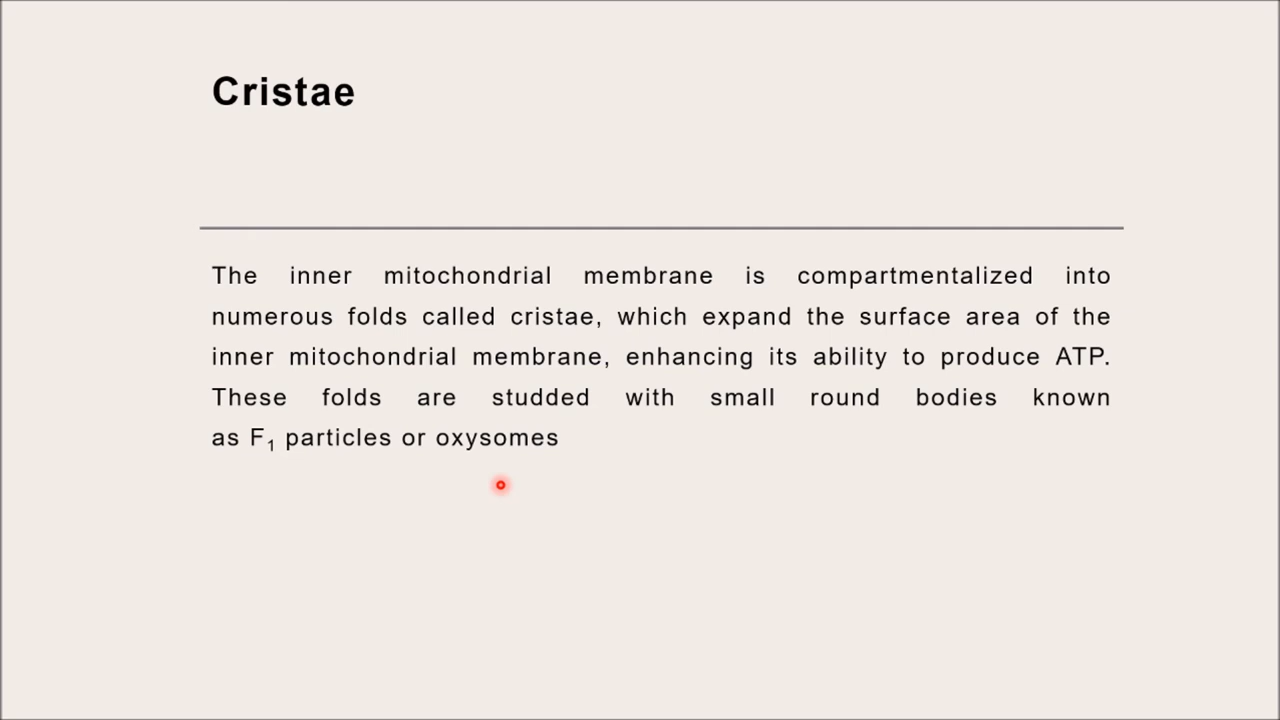 Cristae
The inner mitochondrial membrane is compartmentalized into
numerous folds called cristae, which expand the surface area of the
inner mitochondrial membrane, enhancing its ability to produce ATP.
These folds are studded with small round bodies known
as F₁ particles or oxysomes